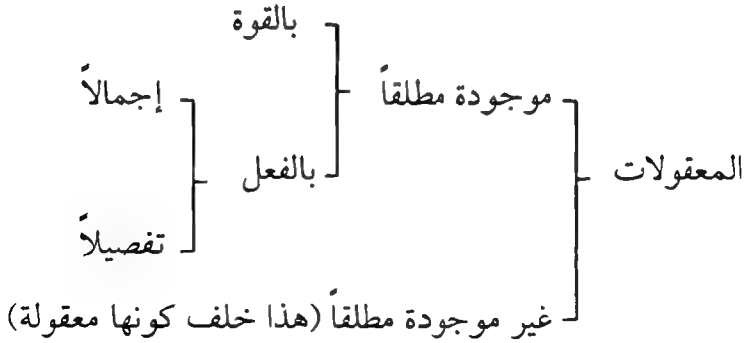 بالقوة
موجودة مطلقاً
إجمالاً
المعقولات
بالفعل
تفصيلاً
غير موجودة مطلقاً (هذا خلف كونها معقولة)